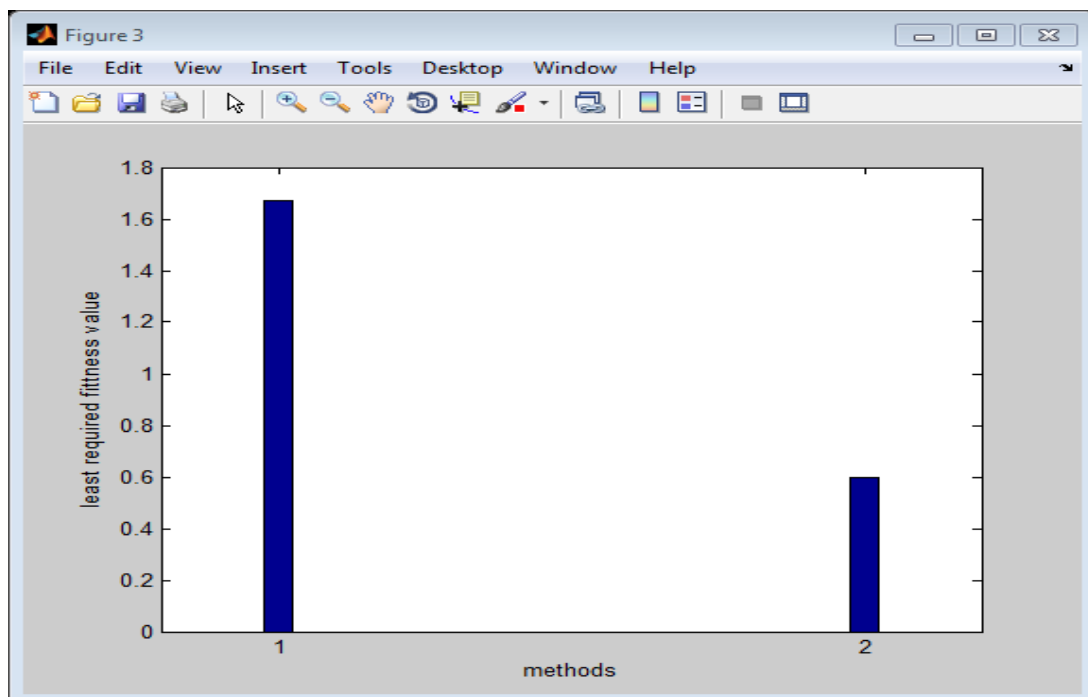 Figure 3
File Edit View Insert Tools Desktop Window Help
1.8
1.6
1.4
1.2
1
0.8
0.6
0.4
0.2
0
least required fittness value
1 2
methods